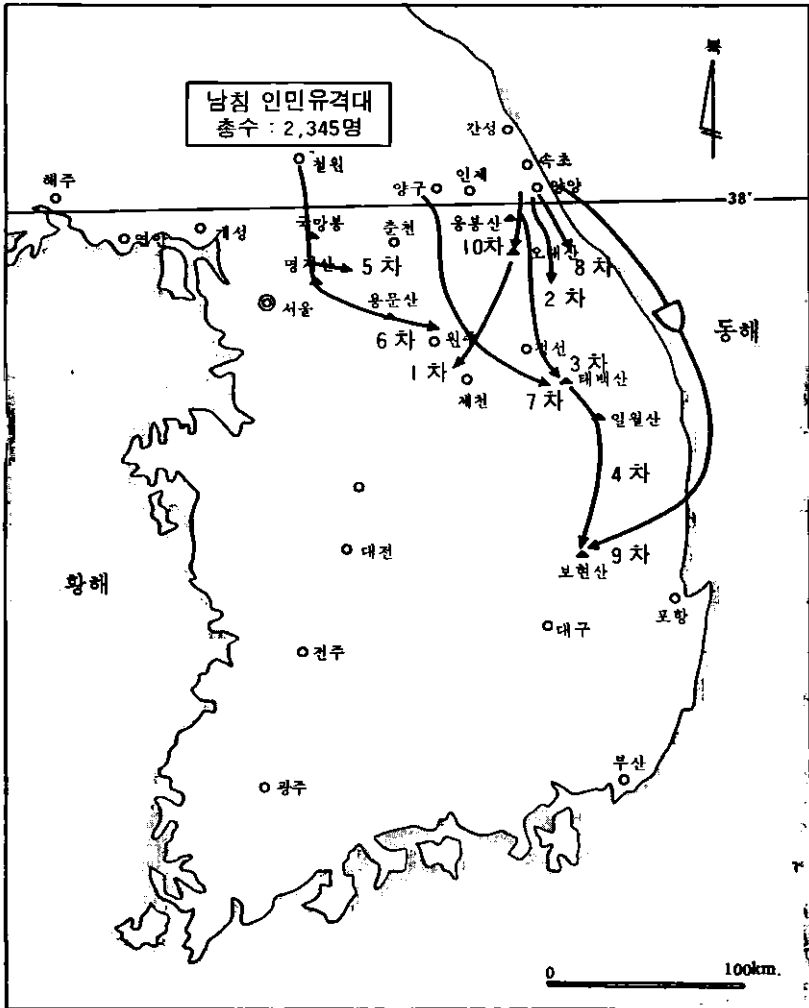 북
남침 인민유격대
총수 : 2,345명
간성
철원
속초
해주
양구
인제
양양
38°
개성
연안
국망봉
춘천
응봉산
10차
오대산
8차
5차
2차
서울
용문산
동해
6차
원주
정선
3차
1차
태백산
제천
7차
일월산
4차
대전
9차
보현산
황해
포항
대구
전주
부산
광주
0
100km.